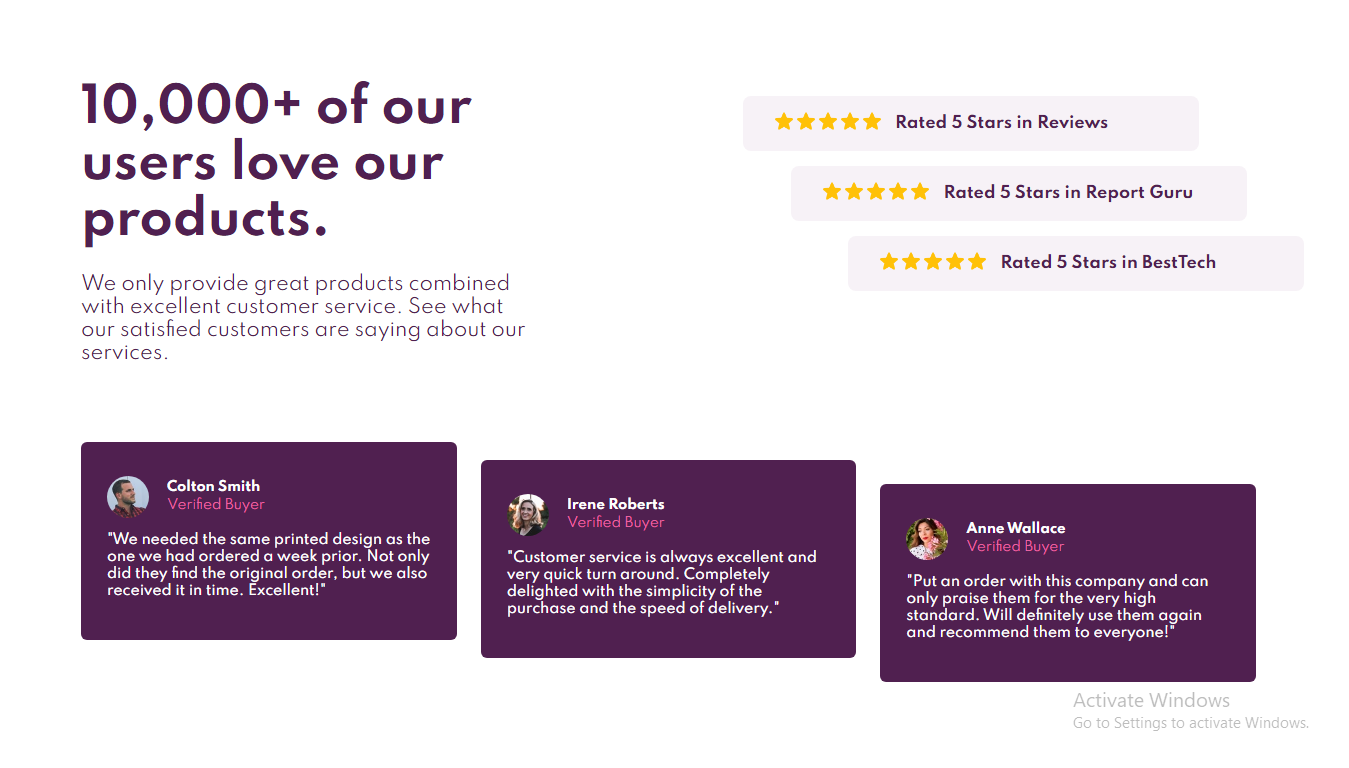 10,000+ of our
users love our
products.
We only provide great products combined
with excellent customer service. See what
our satisfied customers are saying about our
services.
Rated 5 Stars in Reviews
Rated 5 Stars in Report Guru
Rated 5 Stars in BestTech
Colton Smith
Verified Buyer
"We needed the same printed design as the
one we had ordered a week prior. Not only
did they find the original order, but we also
received it in time. Excellent!"
Irene Roberts
Verified Buyer
"Customer service is always excellent and
very quick turn around. Completely
delighted with the simplicity of the
purchase and the speed of delivery."
Anne Wallace
Verified Buyer
"Put an order with this company and can
only praise them for the very high
standard. Will definitely use them again
and recommend them to everyone!"
Activate Windows
Go to Settings to activate Windows.